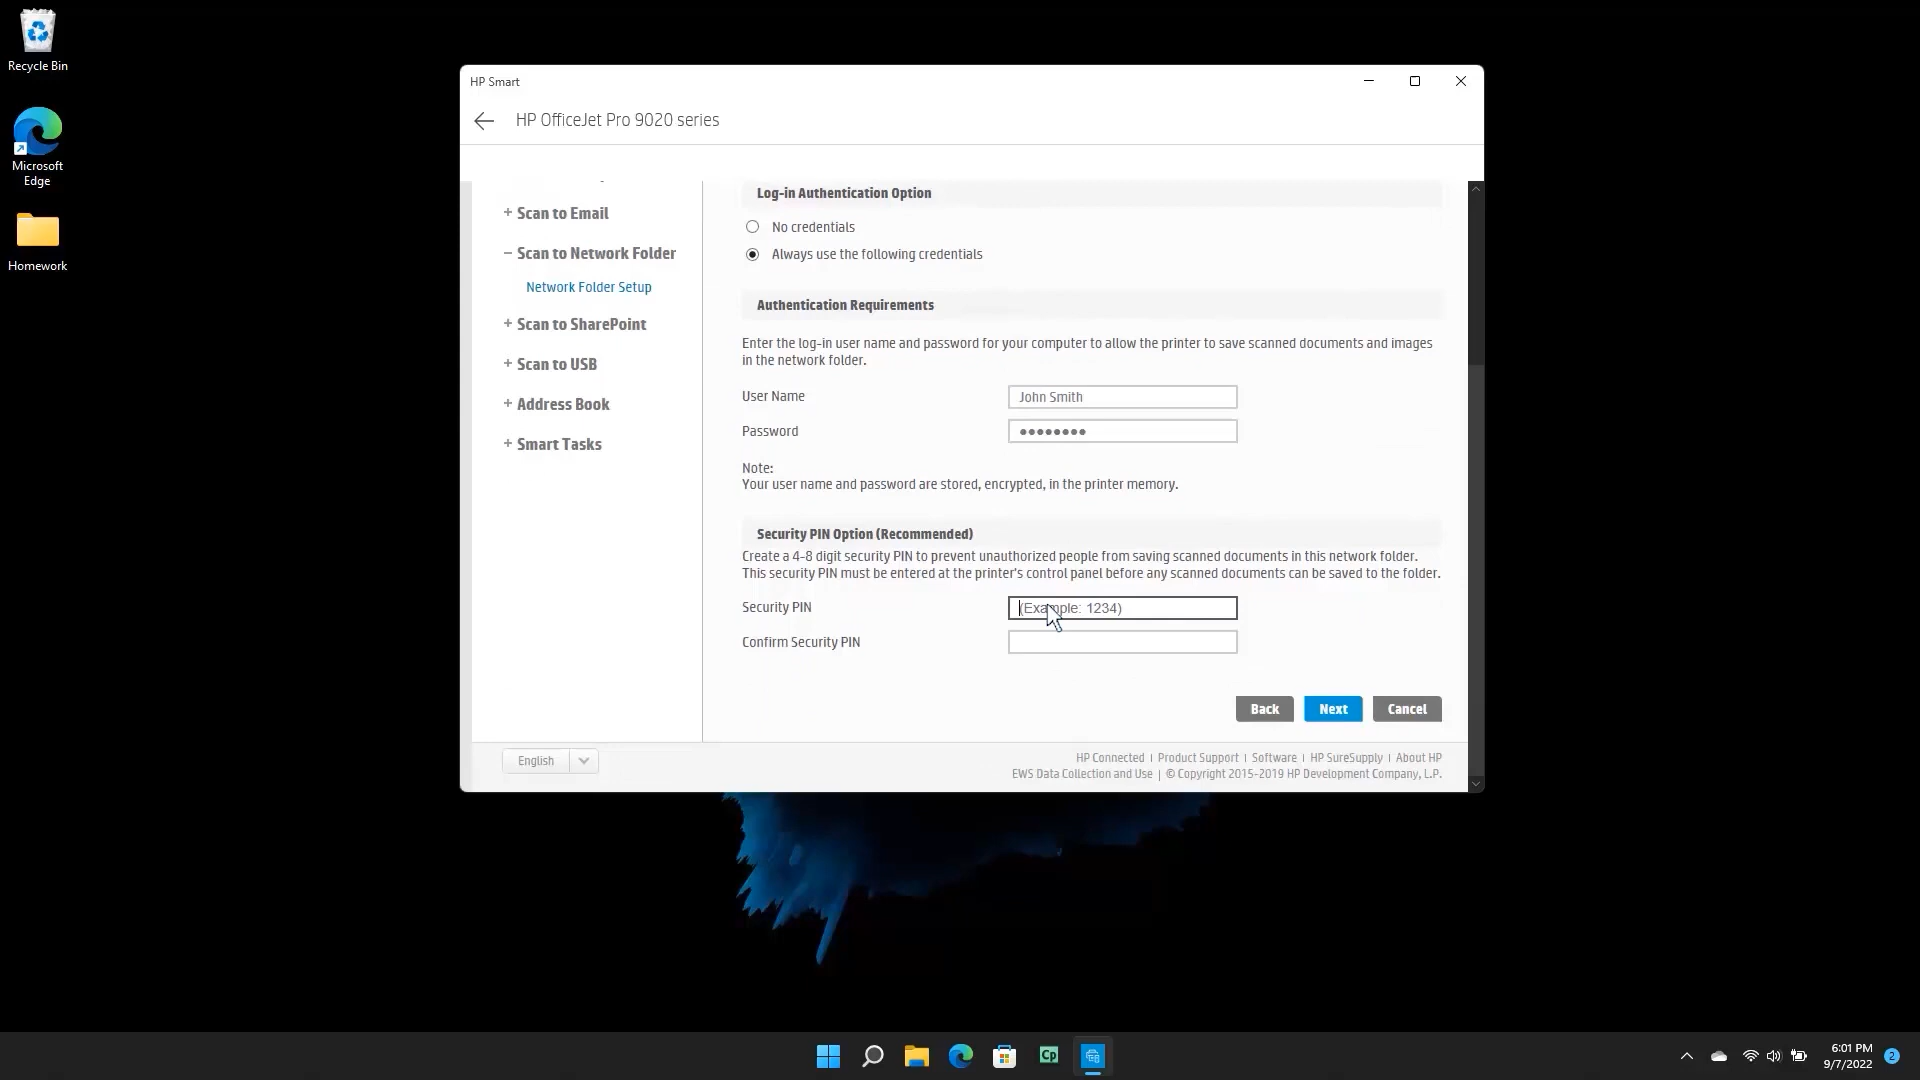 Recycle Bin
Microsoft
Edge
Homework
HP Smart
HP OfficeJet Pro 9020 series
+ Scan to Email
− Scan to Network Folder
Network Folder Setup
+ Scan to SharePoint
+ Scan to USB
+ Address Book
+ Smart Tasks
Log-in Authentication Option
No credentials
Always use the following credentials
Authentication Requirements
Enter the log-in user name and password for your computer to allow the printer to save scanned documents and images
in the network folder.
User Name John Smith
Password ●●●●●●●●
Note:
Your user name and password are stored, encrypted, in the printer memory.
Security PIN Option (Recommended)
Create a 4-8 digit security PIN to prevent unauthorized people from saving scanned documents in this network folder.
This security PIN must be entered at the printer's control panel before any scanned documents can be saved to the folder.
Security PIN (Example: 1234)
Confirm Security PIN
Back Next Cancel
English
HP Connected | Product Support | Software | HP SureSupply | About HP
EWS Data Collection and Use | © Copyright 2015-2019 HP Development Company, L.P.
Cp
6:01 PM
9/7/2022
2